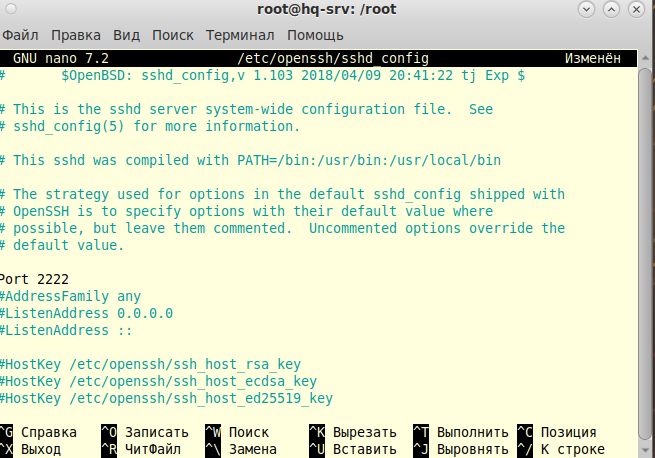 root@hq-srv: /root
Файл Правка Вид Поиск Терминал Помощь
GNU nano 7.2 /etc/openssh/sshd_config Изменён
# $OpenBSD: sshd_config,v 1.103 2018/04/09 20:41:22 tj Exp $
# This is the sshd server system-wide configuration file. See
# sshd_config(5) for more information.
# This sshd was compiled with PATH=/bin:/usr/bin:/usr/local/bin
# The strategy used for options in the default sshd_config shipped with
# OpenSSH is to specify options with their default value where
# possible, but leave them commented. Uncommented options override the
# default value.
Port 2222
#AddressFamily any
#ListenAddress 0.0.0.0
#ListenAddress ::
#HostKey /etc/openssh/ssh_host_rsa_key
#HostKey /etc/openssh/ssh_host_ecdsa_key
#HostKey /etc/openssh/ssh_host_ed25519_key
^G Справка ^O Записать ^W Поиск ^K Вырезать ^T Выполнить ^C Позиция
^X Выход ^R ЧитФайл ^\ Замена ^U Вставить ^J Выровнять ^/ К строке